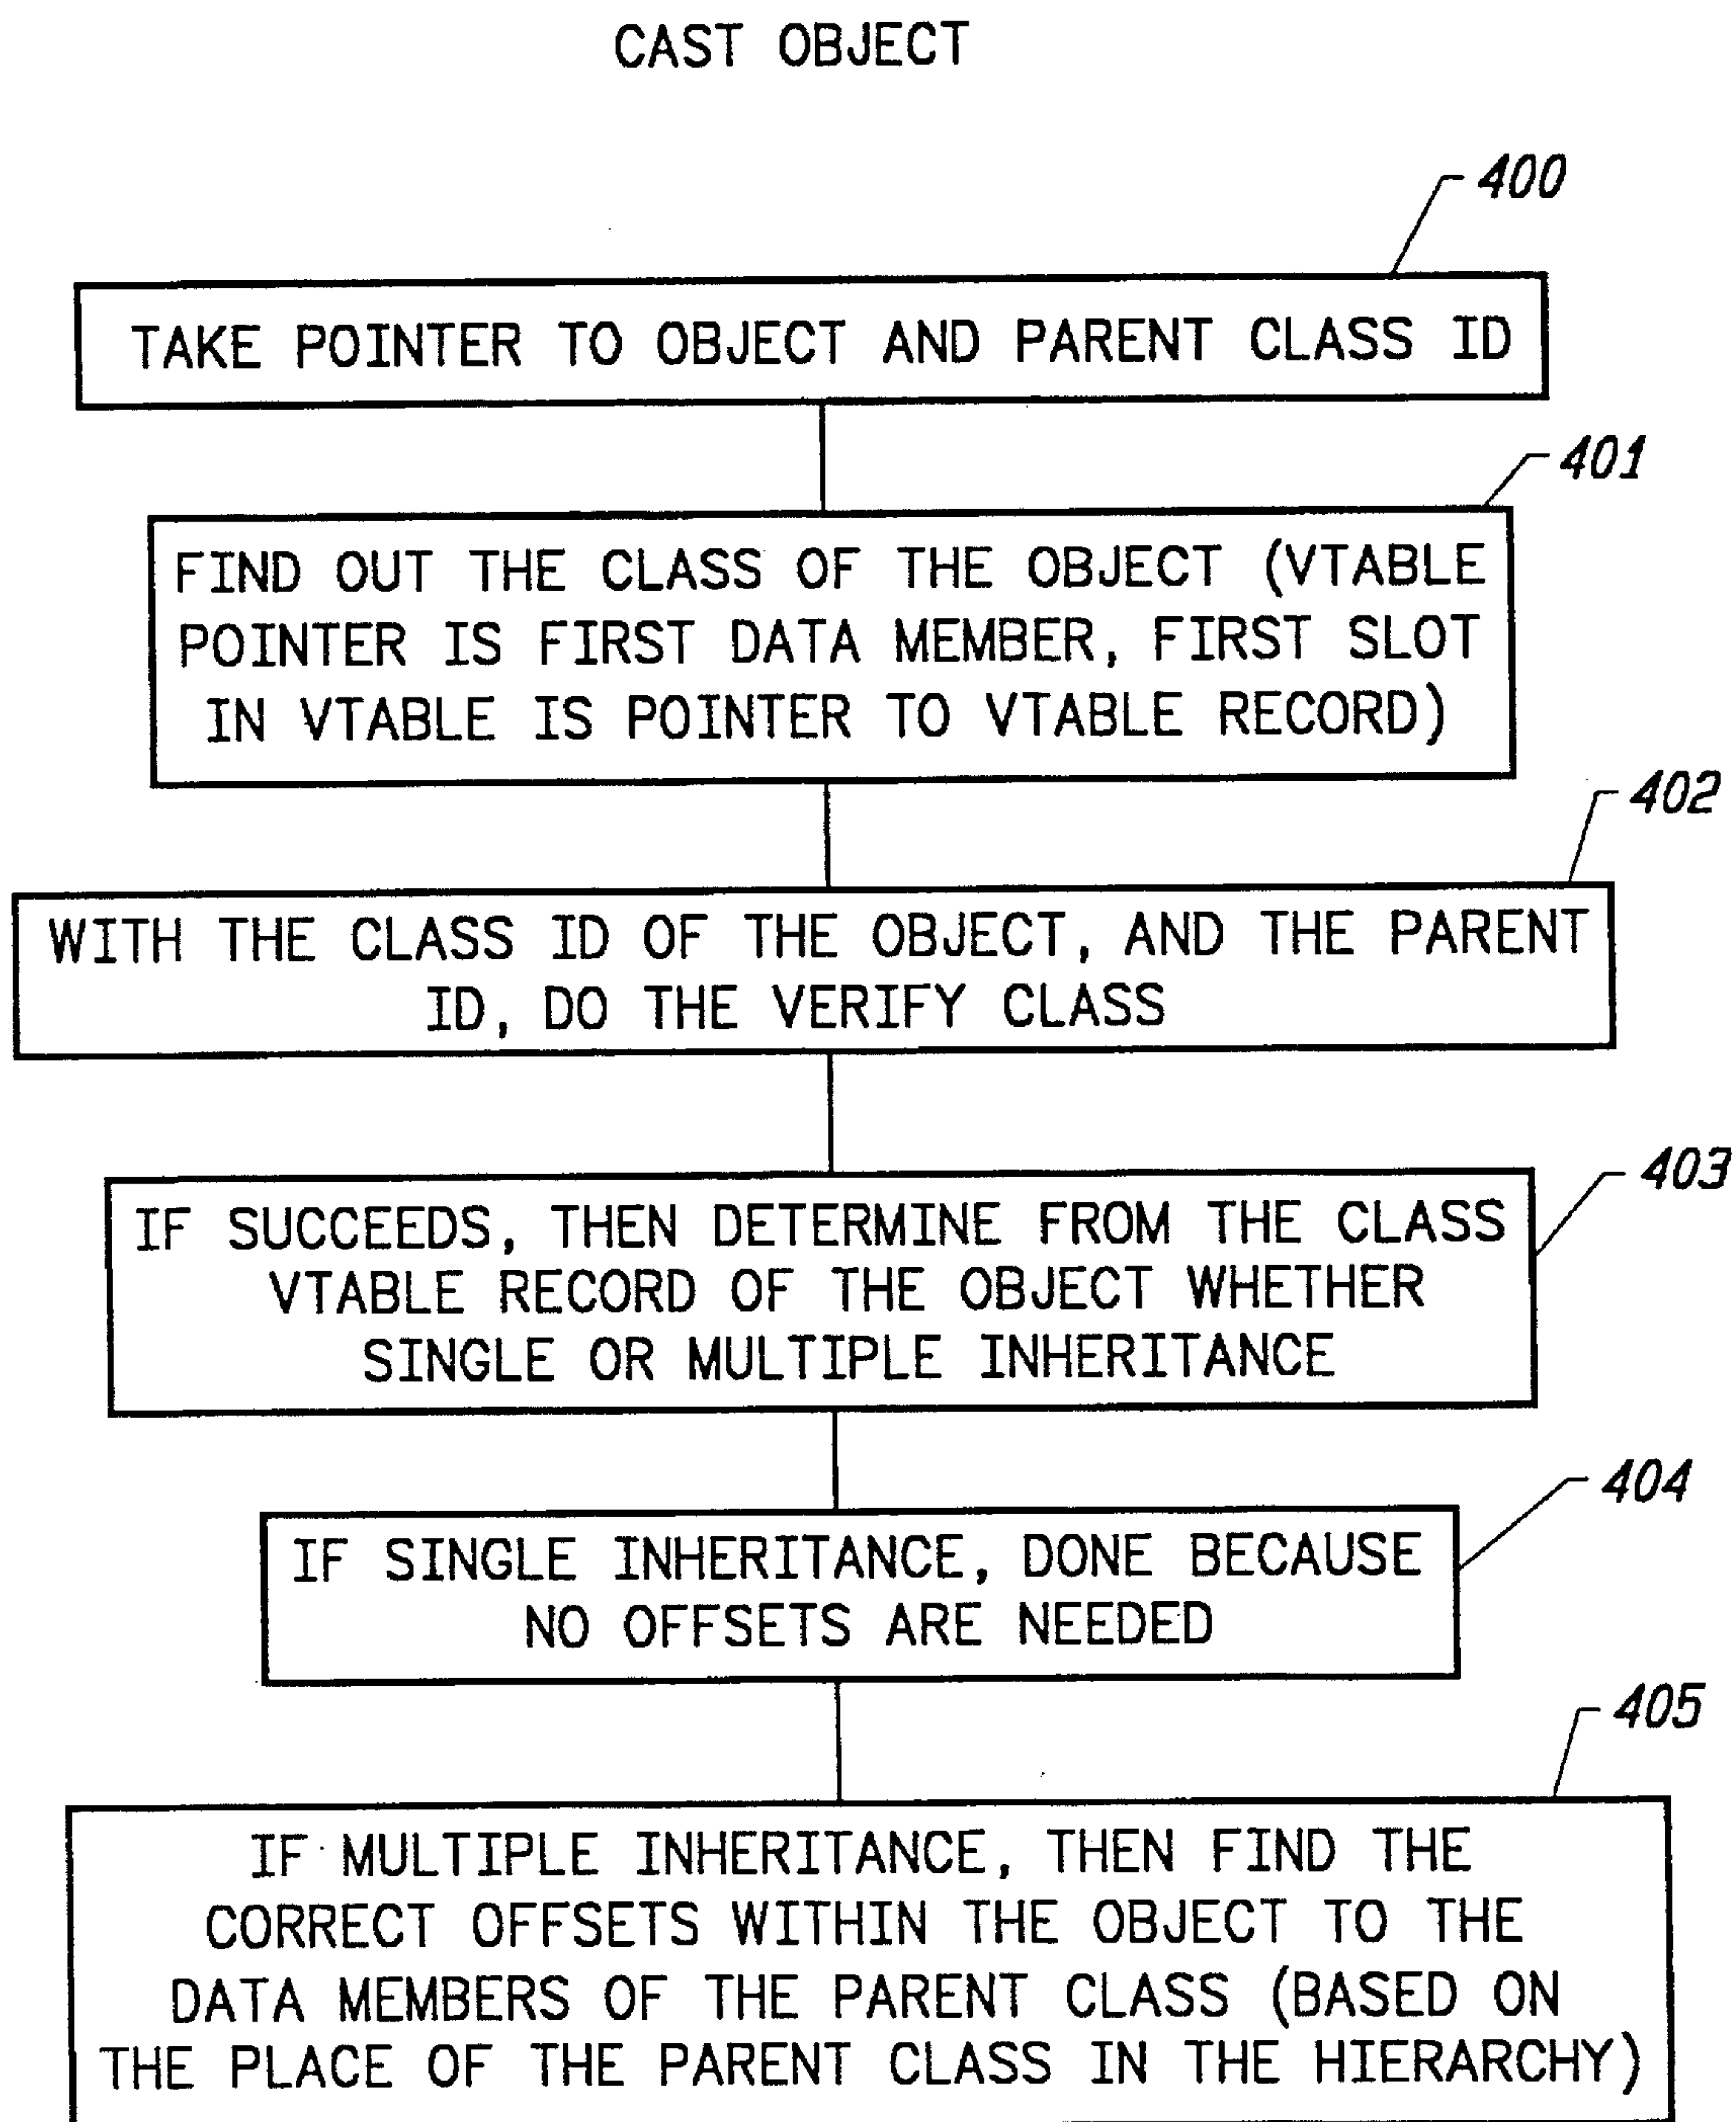 CAST OBJECT
400
TAKE POINTER TO OBJECT AND PARENT CLASS ID
401
FIND OUT THE CLASS OF THE OBJECT (VTABLE
POINTER IS FIRST DATA MEMBER, FIRST SLOT
IN VTABLE IS POINTER TO VTABLE RECORD)
402
WITH THE CLASS ID OF THE OBJECT, AND THE PARENT
ID, DO THE VERIFY CLASS
403
IF SUCCEEDS, THEN DETERMINE FROM THE CLASS
VTABLE RECORD OF THE OBJECT WHETHER
SINGLE OR MULTIPLE INHERITANCE
404
IF SINGLE INHERITANCE, DONE BECAUSE
NO OFFSETS ARE NEEDED
405
IF MULTIPLE INHERITANCE, THEN FIND THE
CORRECT OFFSETS WITHIN THE OBJECT TO THE
DATA MEMBERS OF THE PARENT CLASS (BASED ON
THE PLACE OF THE PARENT CLASS IN THE HIERARCHY)